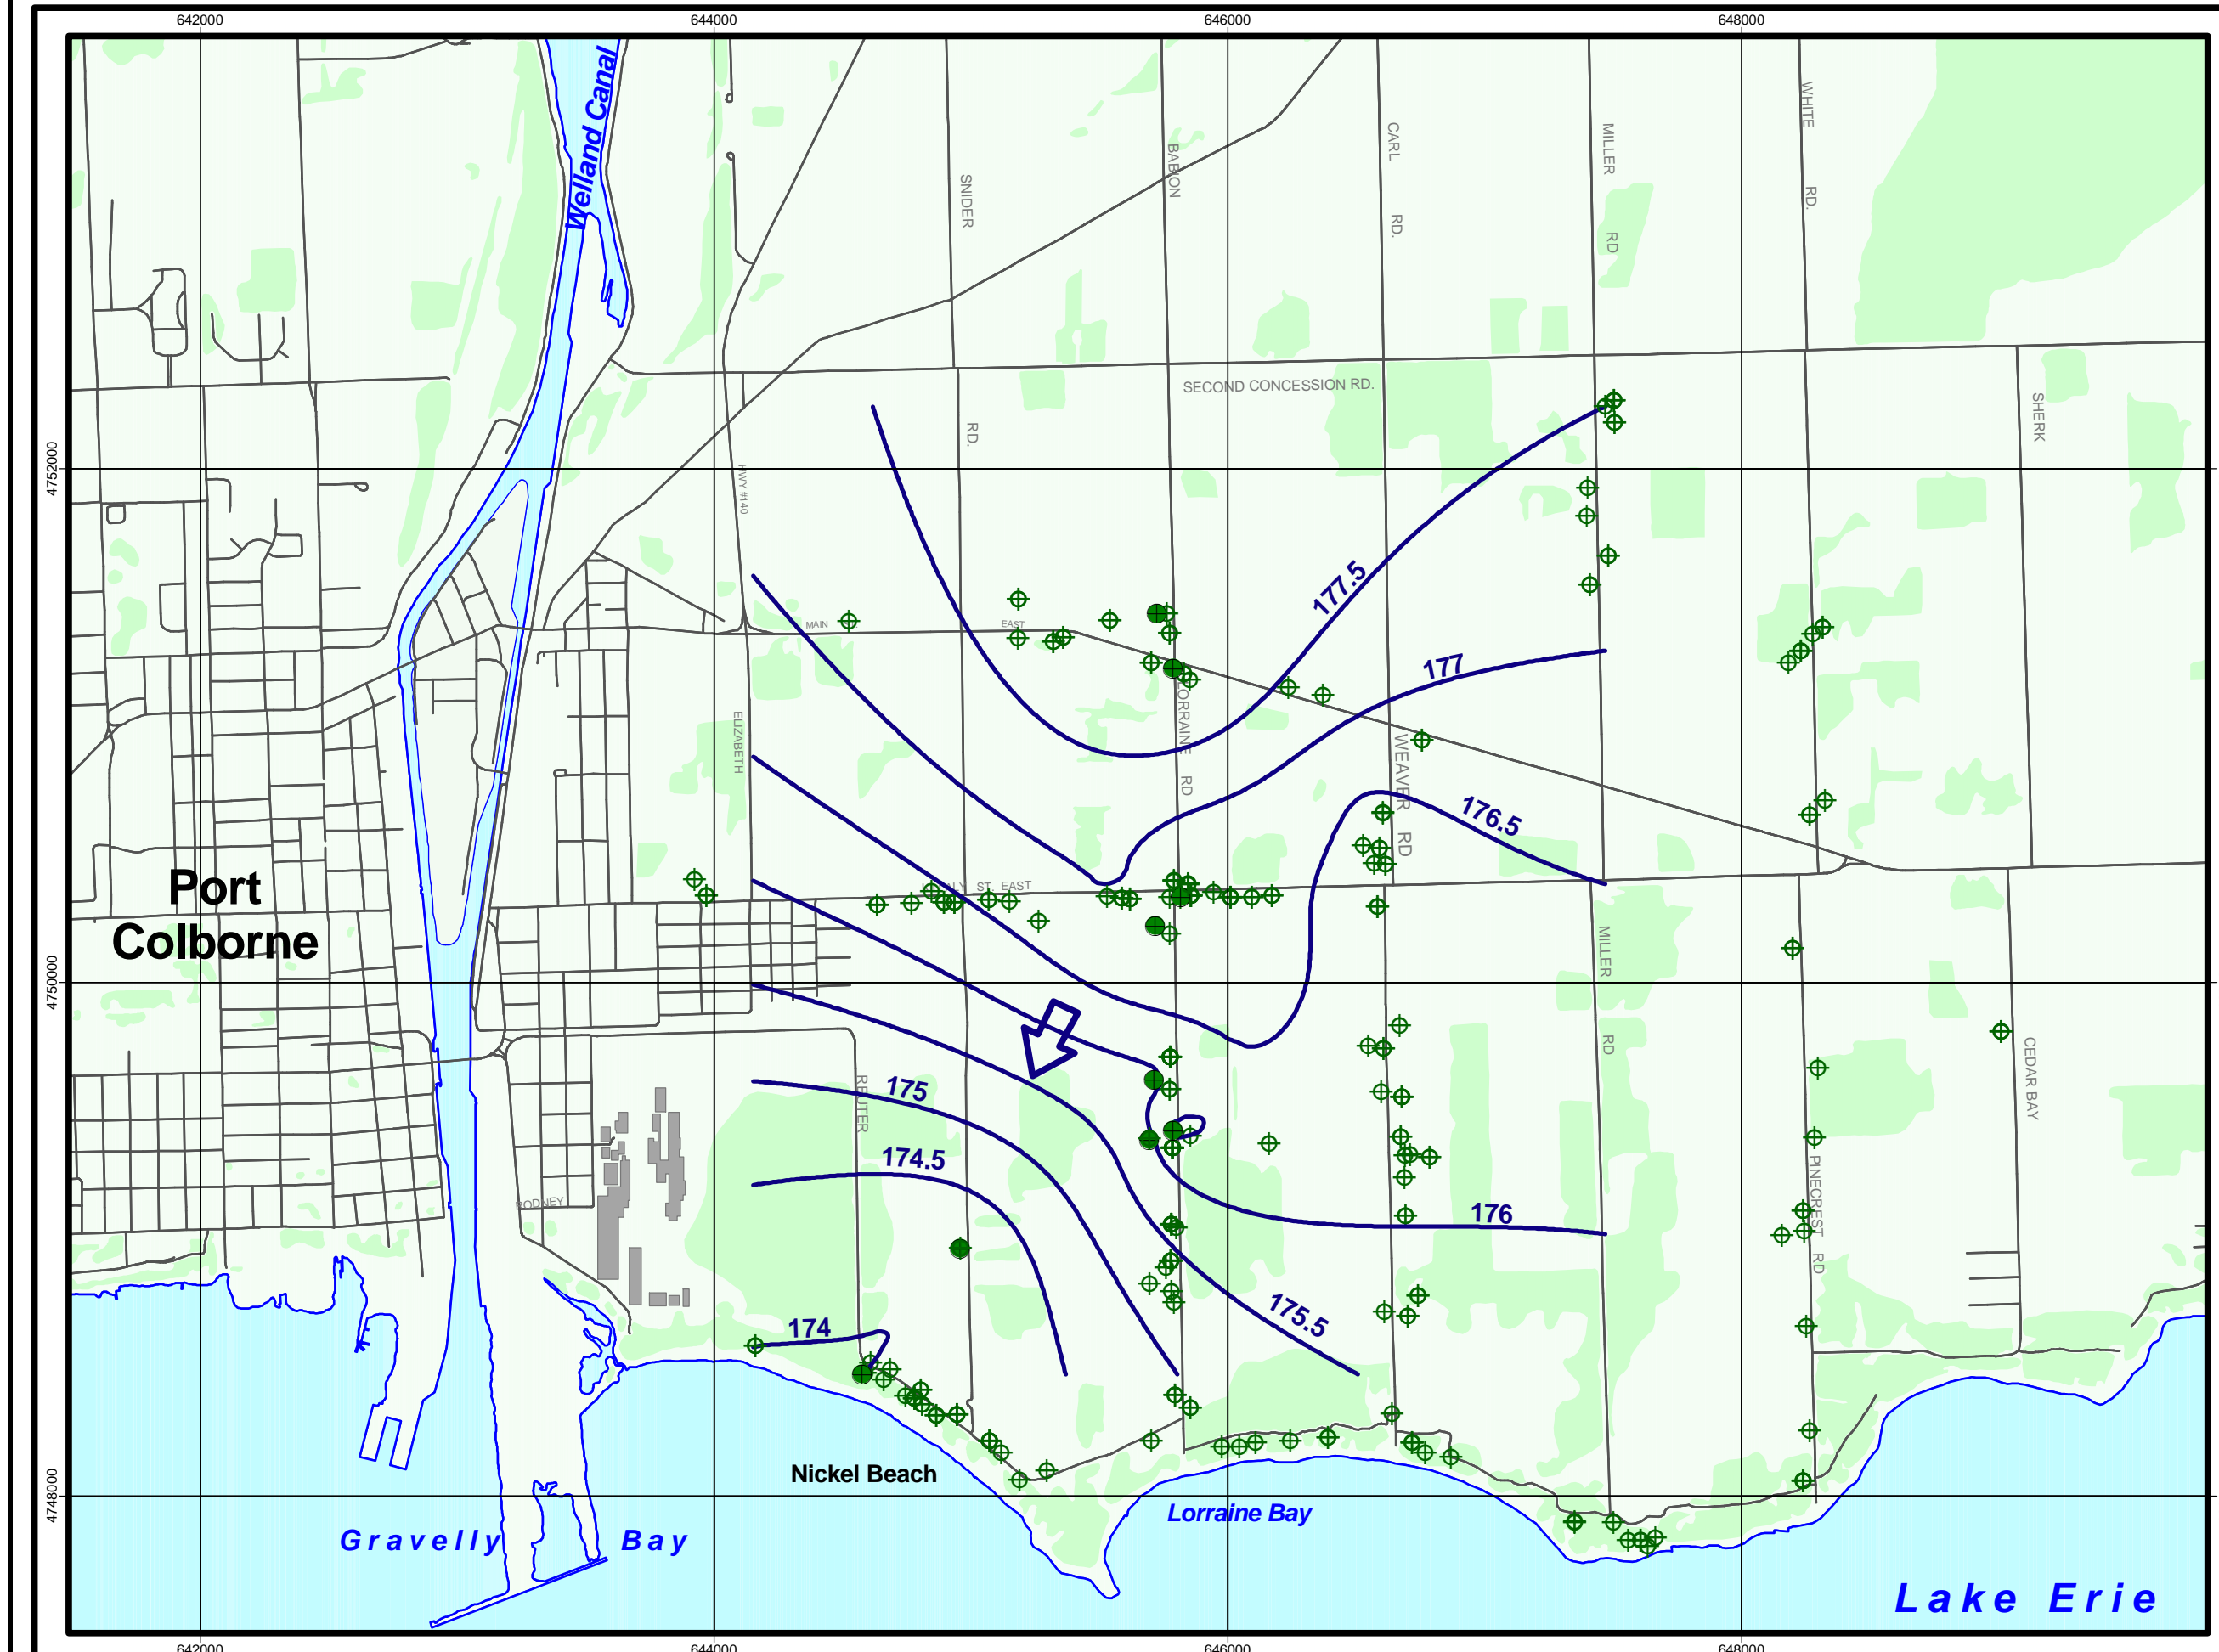 642000
644000
646000
648000
Welland Canal
WHITE
RD.
CARL
RD.
MILLER
RD
BABION
SNIDER
RD.
SECOND CONCESSION RD.
SHERK
4752000
HWY #140
177.5
MAIN
EAST
177
LORRAINE
RD
ELIZABETH
WEAVER
RD
176.5
Port
Colborne
ST. EAST
MILLER
RD
4750000
CEDAR BAY
175
REUTER
174.5
PINECREST
RD
RODNEY
176
175.5
174
Nickel Beach
4748000
Lorraine Bay
Gravelly Bay
Lake Erie
642000
644000
646000
648000